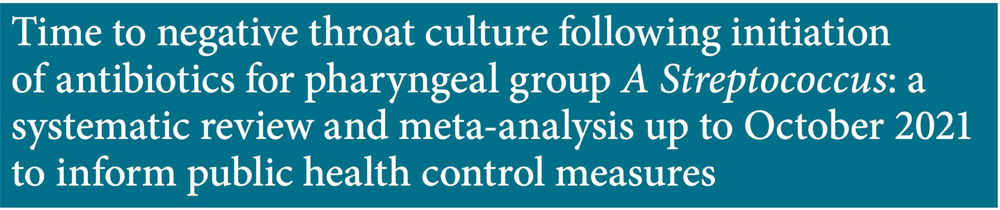 Time to negative throat culture following initiation
of antibiotics for pharyngeal group A Streptococcus: a
systematic review and meta-analysis up to October 2021
to inform public health control measures